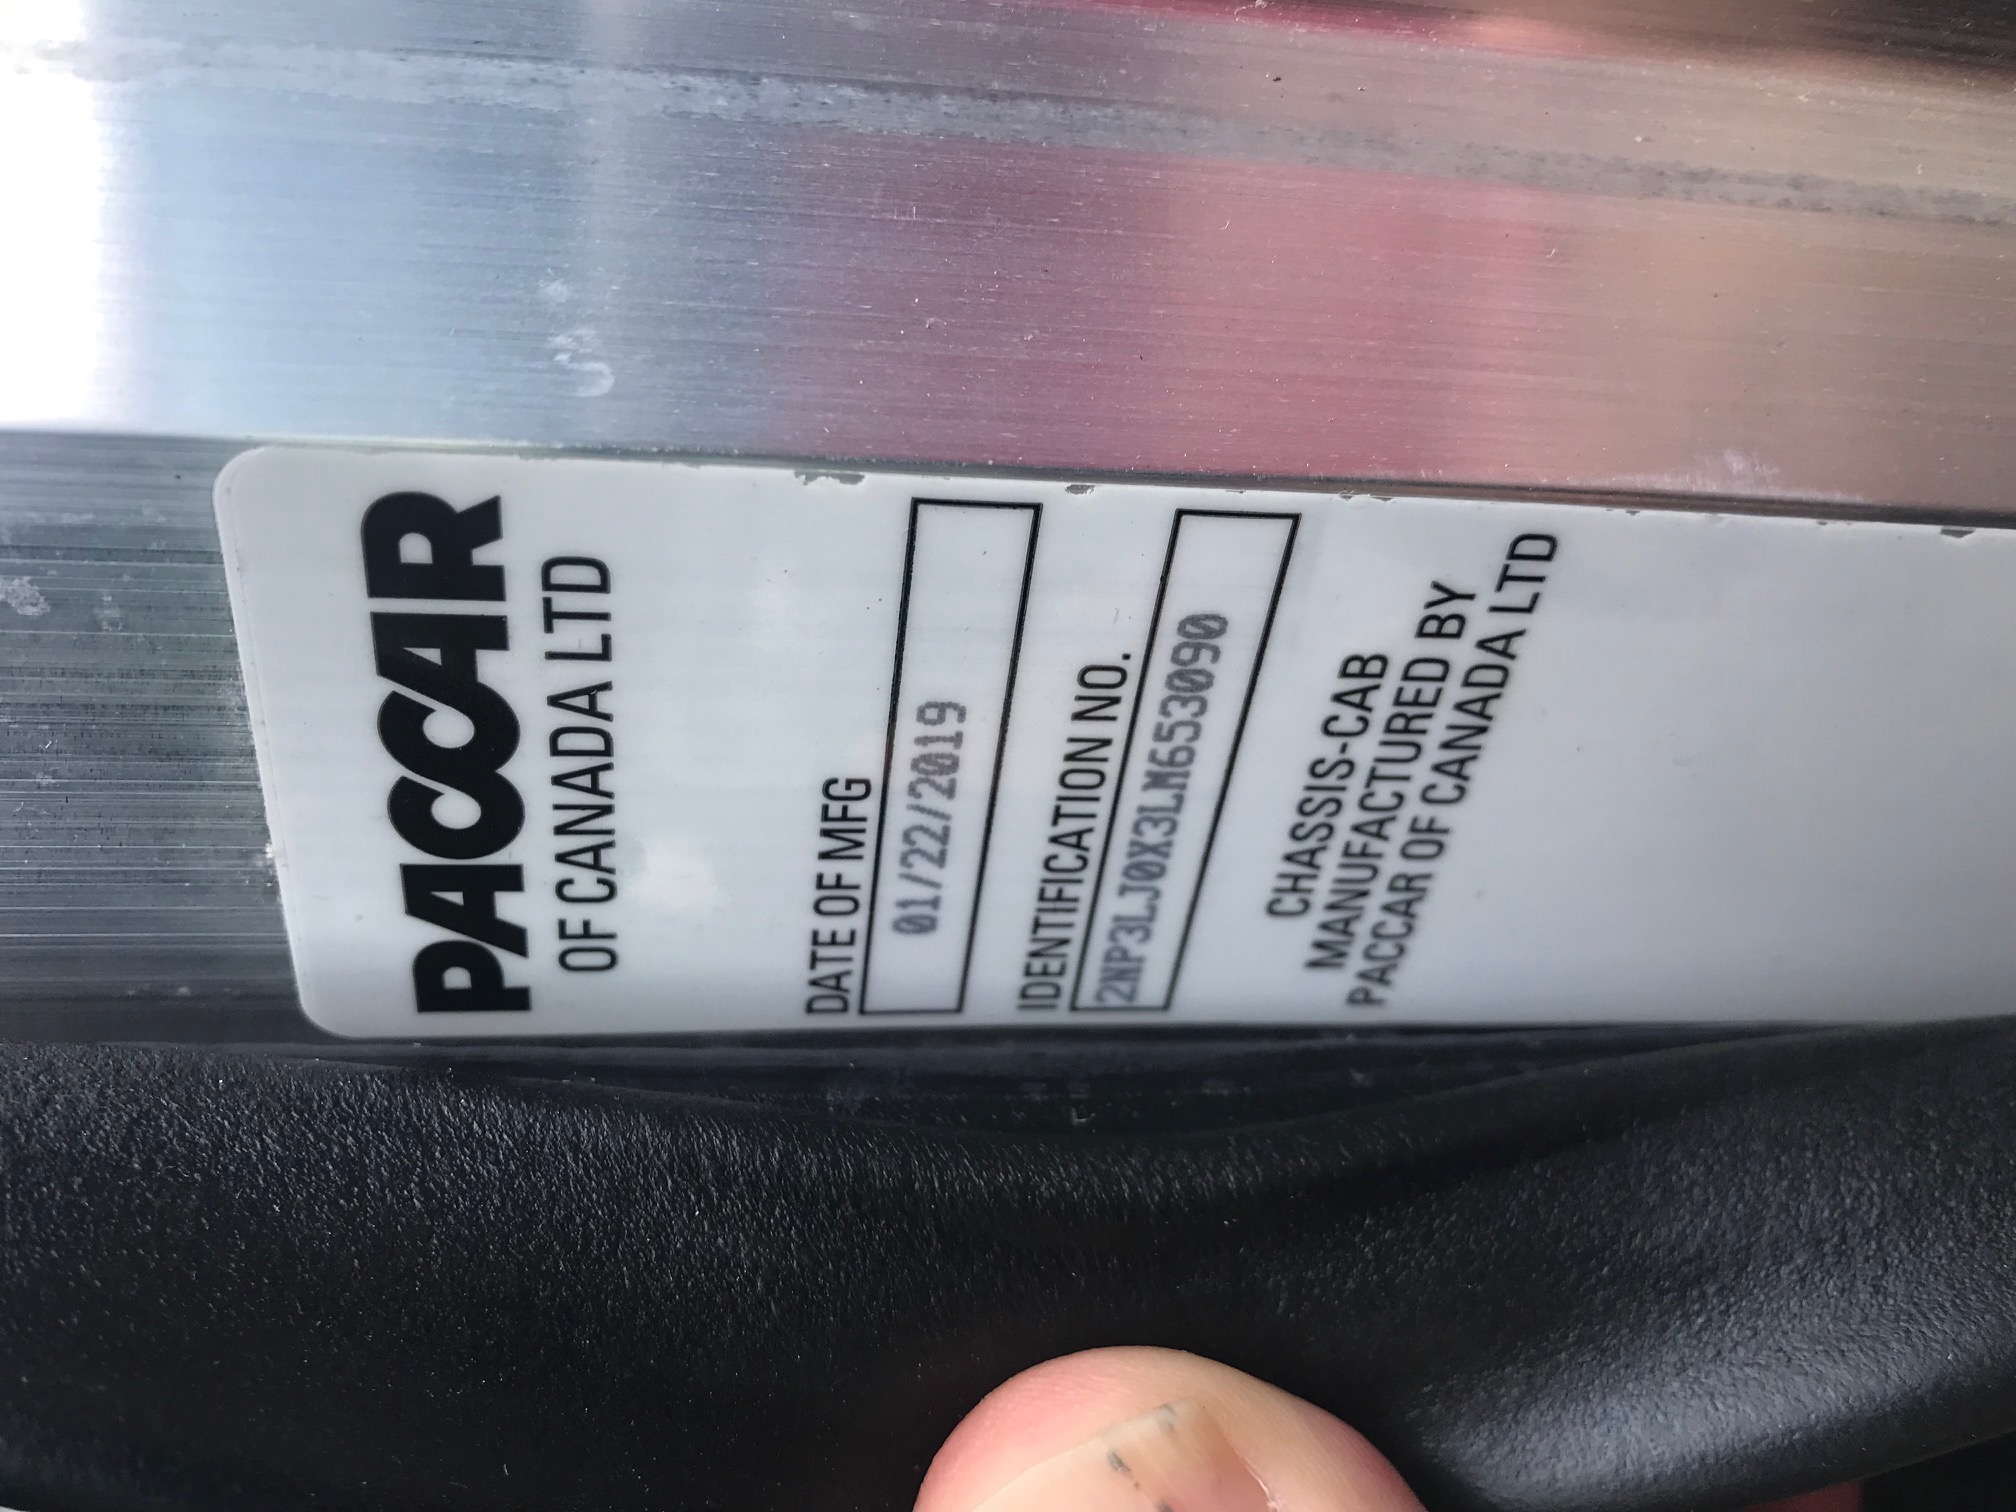 PACCAR
OF CANADA LTD
DATE OF MFG
01/22/2019
IDENTIFICATION NO.
2NP3LJ0X3LM653090
CHASSIS-CAB
MANUFACTURED BY
PACCAR OF CANADA LTD